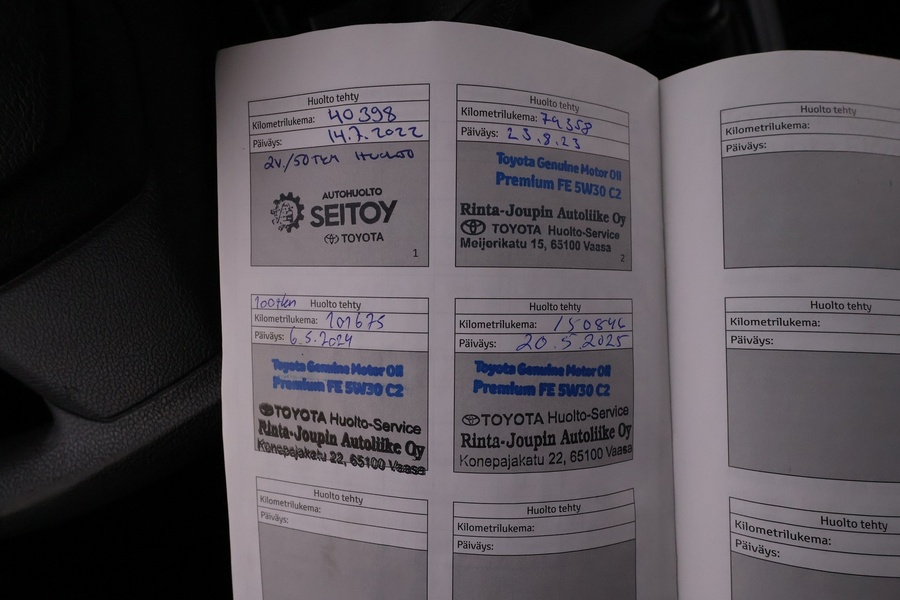 Huolto tehty
Kilometrilukema: 40398
Päiväys: 14.7.2022
2v./50TKM HUOLTO
AUTOHUOLTO
SEITOY
TOYOTA
1
Huolto tehty
Kilometrilukema: 79358
Päiväys: 23.8.23
Toyota Genuine Motor Oil
Premium FE 5W30 C2
Rinta-Joupin Autoliike Oy
TOYOTA Huolto-Service
Meijerikatu 15, 65100 Vaasa
2
100tkm Huolto tehty
Kilometrilukema: 101675
Päiväys: 6.5.2024
Toyota Genuine Motor Oil
Premium FE 5W30 C2
TOYOTA Huolto-Service
Rinta-Joupin Autoliike Oy
Konepajakatu 22, 65100 Vaasa
Huolto tehty
Kilometrilukema: 150846
Päiväys: 20.5.2025
Toyota Genuine Motor Oil
Premium FE 5W30 C2
TOYOTA Huolto-Service
Rinta-Joupin Autoliike Oy
Konepajakatu 22, 65100 Vaasa
Huolto tehty
Kilometrilukema:
Päiväys:
Huolto tehty
Kilometrilukema:
Päiväys:
Huolto tehty
Kilometrilukema:
Päiväys:
Huolto tehty
Kilometrilukema:
Päiväys:
Huolto tehty
Kilometrilukema:
Päiväys: